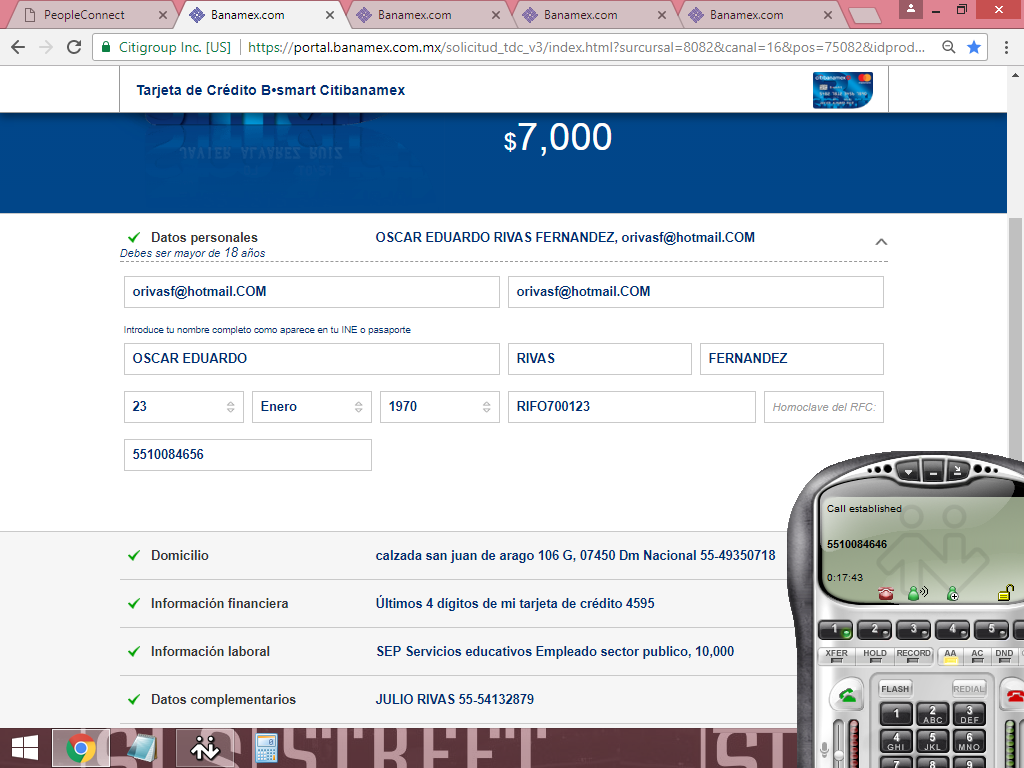 PeopleConnect
Banamex.com
Banamex.com
Banamex.com
Banamex.com
Citigroup Inc. [US]
https://portal.banamex.com.mx/solicitud_tdc_v3/index.html?surcursal=8082&canal=16&pos=75082&idprod...
Tarjeta de Crédito B•smart Citibanamex
citibanamex
JAVIER ALVAREZ RUIZ
$7,000
Datos personales
OSCAR EDUARDO RIVAS FERNANDEZ, orivasf@hotmail.COM
Debes ser mayor de 18 años
orivasf@hotmail.COM
orivasf@hotmail.COM
Introduce tu nombre completo como aparece en tu INE o pasaporte
OSCAR EDUARDO
RIVAS
FERNANDEZ
23
Enero
1970
RIFO700123
Homoclave del RFC:
5510084656
Domicilio
calzada san juan de arago 106 G, 07450 Dm Nacional 55-49350718
Información financiera
Últimos 4 dígitos de mi tarjeta de crédito 4595
Información laboral
SEP Servicios educativos Empleado sector publico, 10,000
Datos complementarios
JULIO RIVAS 55-54132879
Call established
5510084646
0:17:43
1 2 3 4 5
XFER HOLD RECORD AA AC DND
FLASH REDIAL
1 2 ABC 3 DEF
4 GHI 5 JKL 6 MNO
7 8 9
STREET